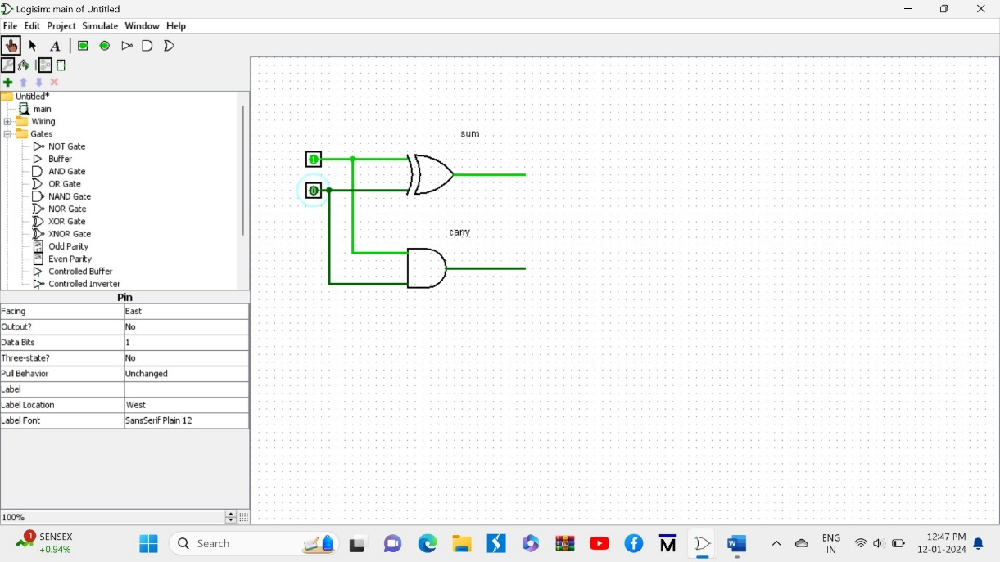 Logisim: main of Untitled
File Edit Project Simulate Window Help
A
Untitled*
main
Wiring
Gates
NOT Gate
Buffer
AND Gate
OR Gate
NAND Gate
NOR Gate
XOR Gate
XNOR Gate
Odd Parity
Even Parity
Controlled Buffer
Controlled Inverter
Pin
Facing East
Output? No
Data Bits 1
Three-state? No
Pull Behavior Unchanged
Label
Label Location West
Label Font SansSerif Plain 12
100%
sum
1
0
carry
1 SENSEX
+0.94%
Search
ENG
IN
12:47 PM
12-01-2024